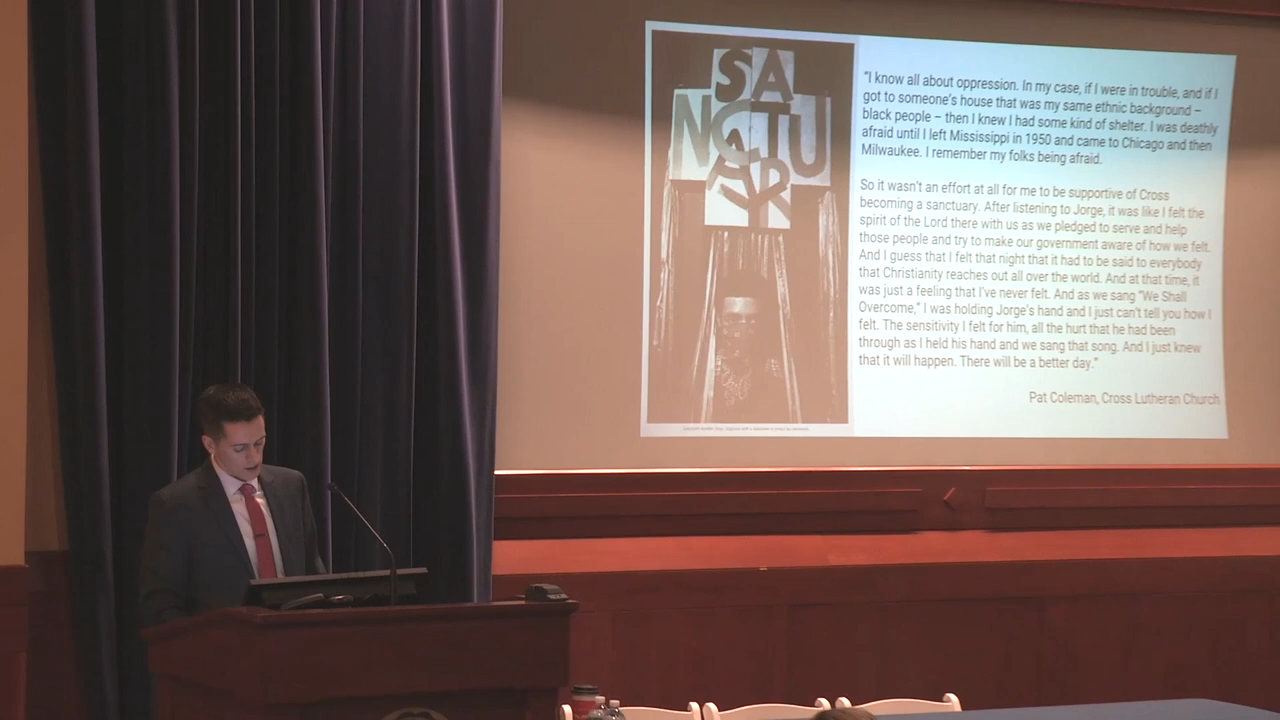 SA
NCTU
ARY
“I know all about oppression. In my case, if I were in trouble, and if I
got to someone's house that was my same ethnic background –
black people – then I knew I had some kind of shelter. I was deathly
afraid until I left Mississippi in 1950 and came to Chicago and then
Milwaukee. I remember my folks being afraid.
So it wasn't an effort at all for me to be supportive of Cross
becoming a sanctuary. After listening to Jorge, it was like I felt the
spirit of the Lord there with us as we pledged to serve and help
those people and try to make our government aware of how we felt.
And I guess that I felt that night that it had to be said to everybody
that Christianity reaches out all over the world. And at that time, it
was just a feeling that I've never felt. And as we sang “We Shall
Overcome,” I was holding Jorge's hand and I just can't tell you how I
felt. The sensitivity I felt for him, all the hurt that he had been
through as I held his hand and we sang that song. And I just knew
that it will happen. There will be a better day.”
Pat Coleman, Cross Lutheran Church